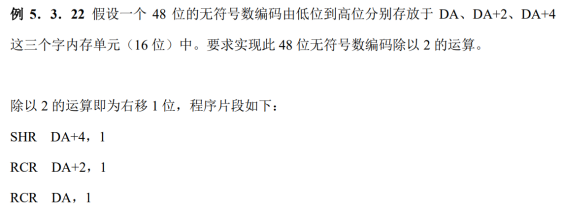 例 5．3．22 假设一个 48 位的无符号数编码由低位到高位分别存放于 DA、DA+2、DA+4
这三个字内存单元（16 位）中。要求实现此 48 位无符号数编码除以 2 的运算。
除以 2 的运算即为右移 1 位，程序片段如下：
SHR DA+4，1
RCR DA+2，1
RCR DA，1